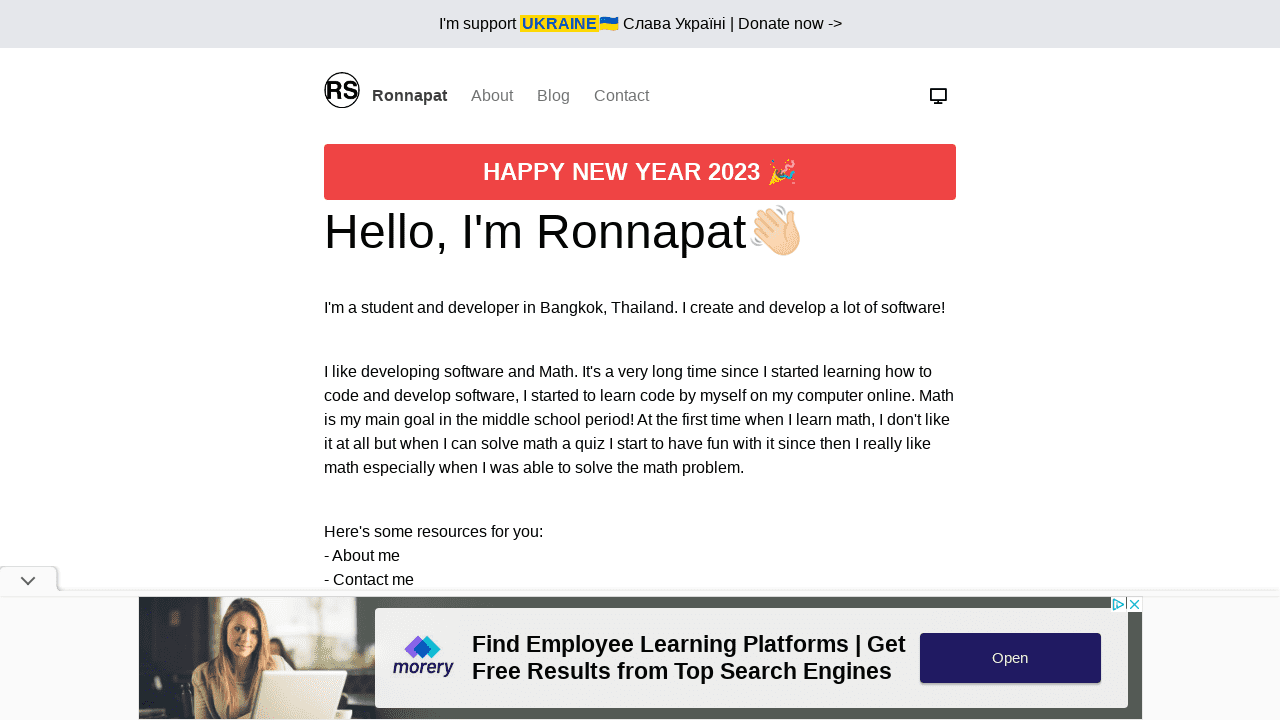 I'm support UKRAINE🇺🇦 Слава Україні | Donate now ->
RS
Ronnapat About Blog Contact
HAPPY NEW YEAR 2023 🎉
Hello, I'm Ronnapat👋🏻
I'm a student and developer in Bangkok, Thailand. I create and develop a lot of software!
I like developing software and Math. It's a very long time since I started learning how to
code and develop software, I started to learn code by myself on my computer online. Math
is my main goal in the middle school period! At the first time when I learn math, I don't like
it at all but when I can solve math a quiz I start to have fun with it since then I really like
math especially when I was able to solve the math problem.
Here's some resources for you:
- About me
- Contact me
morery
Find Employee Learning Platforms | Get
Free Results from Top Search Engines
Open